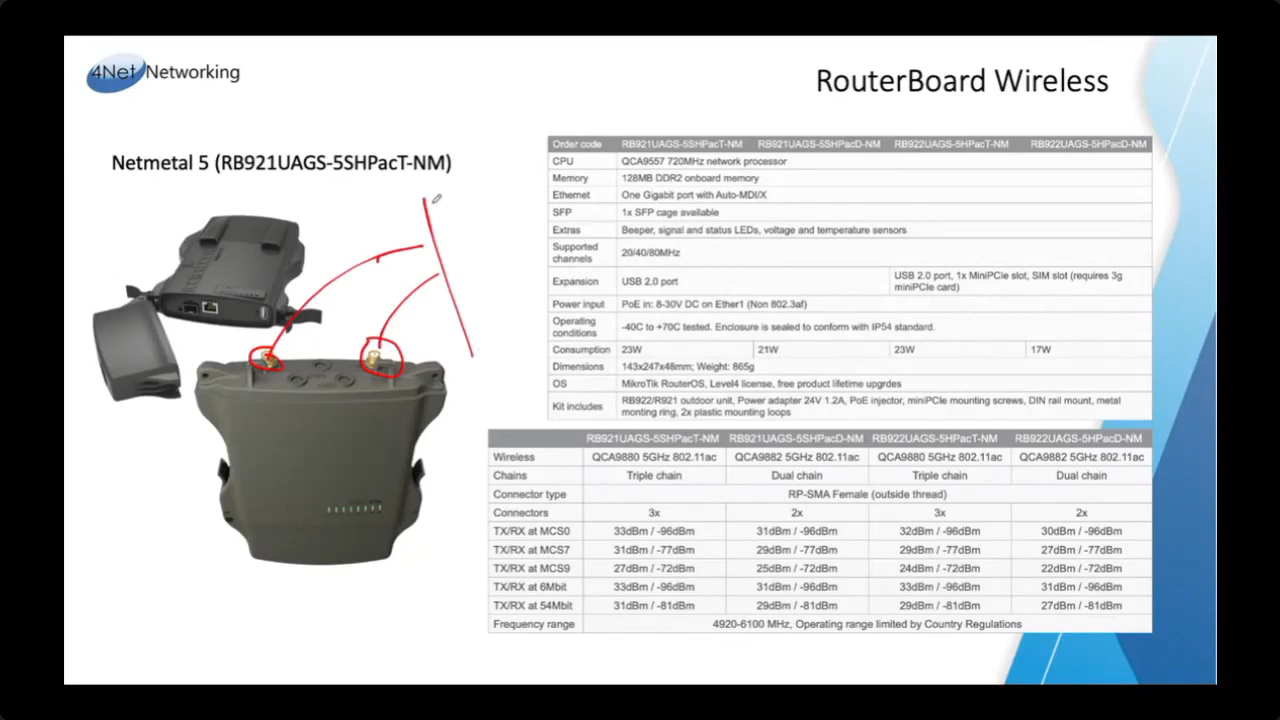 4Net Networking
RouterBoard Wireless
Netmetal 5 (RB921UAGS-5SHPacT-NM)
Order code RB921UAGS-5SHPacT-NM RB921UAGS-5SHPacD-NM RB922UAGS-5HPacT-NM RB922UAGS-5HPacD-NM
CPU QCA9557 720MHz network processor
Memory 128MB DDR2 onboard memory
Ethernet One Gigabit port with Auto-MDI/X
SFP 1x SFP cage available
Extras Beeper, signal and status LEDs, voltage and temperature sensors
Supported channels 20/40/80MHz
Expansion USB 2.0 port USB 2.0 port, 1x MiniPCIe slot, SIM slot (requires 3g miniPCIe card)
Power input PoE in: 8-30V DC on Ether1 (Non 802.3af)
Operating conditions -40C to +70C tested. Enclosure is sealed to conform with IP54 standard.
Consumption 23W 21W 23W 17W
Dimensions 143x247x48mm; Weight: 865g
OS MikroTik RouterOS, Level4 license, free product lifetime upgrdes
Kit includes RB922/R921 outdoor unit, Power adapter 24V 1.2A, PoE injector, miniPCIe mounting screws, DIN rail mount, metal
monting ring, 2x plastic mounting loops
RB921UAGS-5SHPacT-NM RB921UAGS-5SHPacD-NM RB922UAGS-5HPacT-NM RB922UAGS-5HPacD-NM
Wireless QCA9880 5GHz 802.11ac QCA9882 5GHz 802.11ac QCA9880 5GHz 802.11ac QCA9882 5GHz 802.11ac
Chains Triple chain Dual chain Triple chain Dual chain
Connector type RP-SMA Female (outside thread)
Connectors 3x 2x 3x 2x
TX/RX at MCS0 33dBm / -96dBm 31dBm / -96dBm 32dBm / -96dBm 30dBm / -96dBm
TX/RX at MCS7 31dBm / -77dBm 29dBm / -77dBm 29dBm / -77dBm 27dBm / -77dBm
TX/RX at MCS9 27dBm / -72dBm 25dBm / -72dBm 24dBm / -72dBm 22dBm / -72dBm
TX/RX at 6Mbit 33dBm / -96dBm 31dBm / -96dBm 33dBm / -96dBm 31dBm / -96dBm
TX/RX at 54Mbit 31dBm / -81dBm 29dBm / -81dBm 29dBm / -81dBm 27dBm / -81dBm
Frequency range 4920-6100 MHz, Operating range limited by Country Regulations